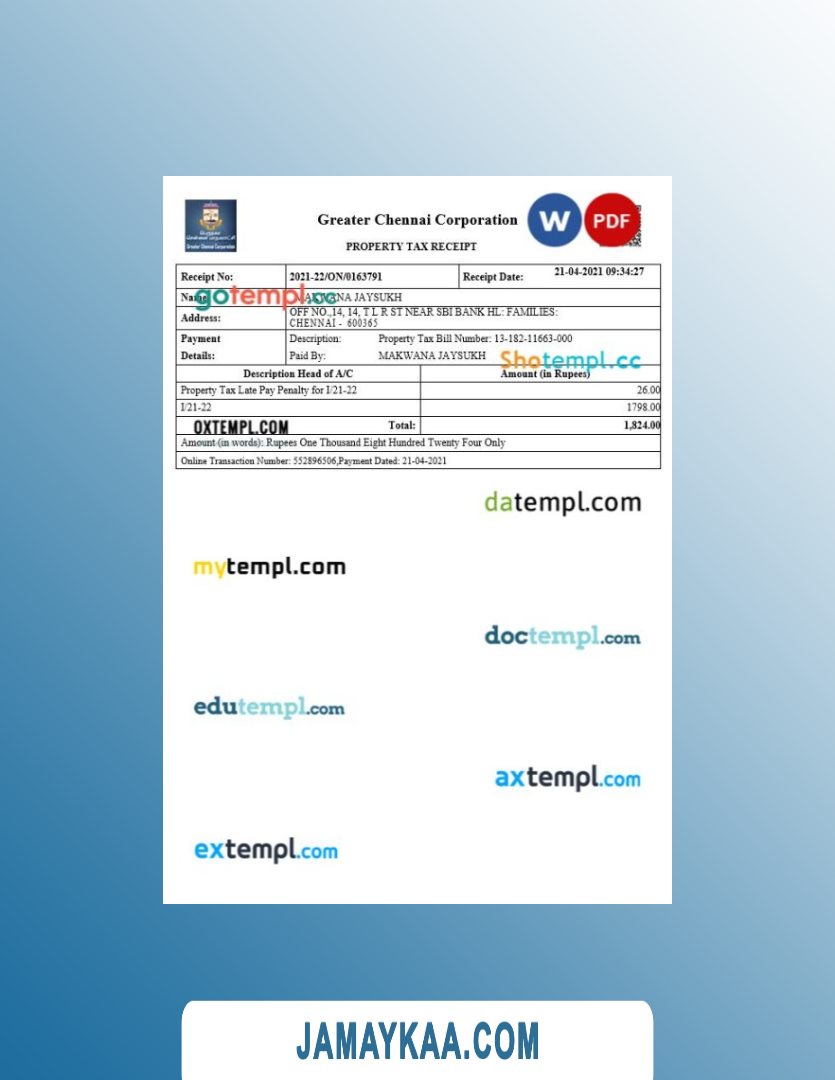 Greater Chennai Corporation
W
PDF
Greater Chennai Corporation
PROPERTY TAX RECEIPT
Receipt No: 2021-22/ON/0163791 Receipt Date: 21-04-2021 09:34:27
Name MAKWANA JAYSUKH
gotempl.cc
Address: OFF NO.,14, 14, T L R ST NEAR SBI BANK HL: FAMILIES:
CHENNAI - 600365
Payment Description: Property Tax Bill Number: 13-182-11663-000
Details: Paid By: MAKWANA JAYSUKH
Shotempl.cc
Description Head of A/C Amount (in Rupees)
Property Tax Late Pay Penalty for I/21-22 26.00
I/21-22 1798.00
OXTEMPL.COM
Total: 1,824.00
Amount (in words): Rupees One Thousand Eight Hundred Twenty Four Only
Online Transaction Number: 552896506,Payment Dated: 21-04-2021
datempl.com
mytempl.com
doctempl.com
edutempl.com
axtempl.com
extempl.com
JAMAYKAA.COM